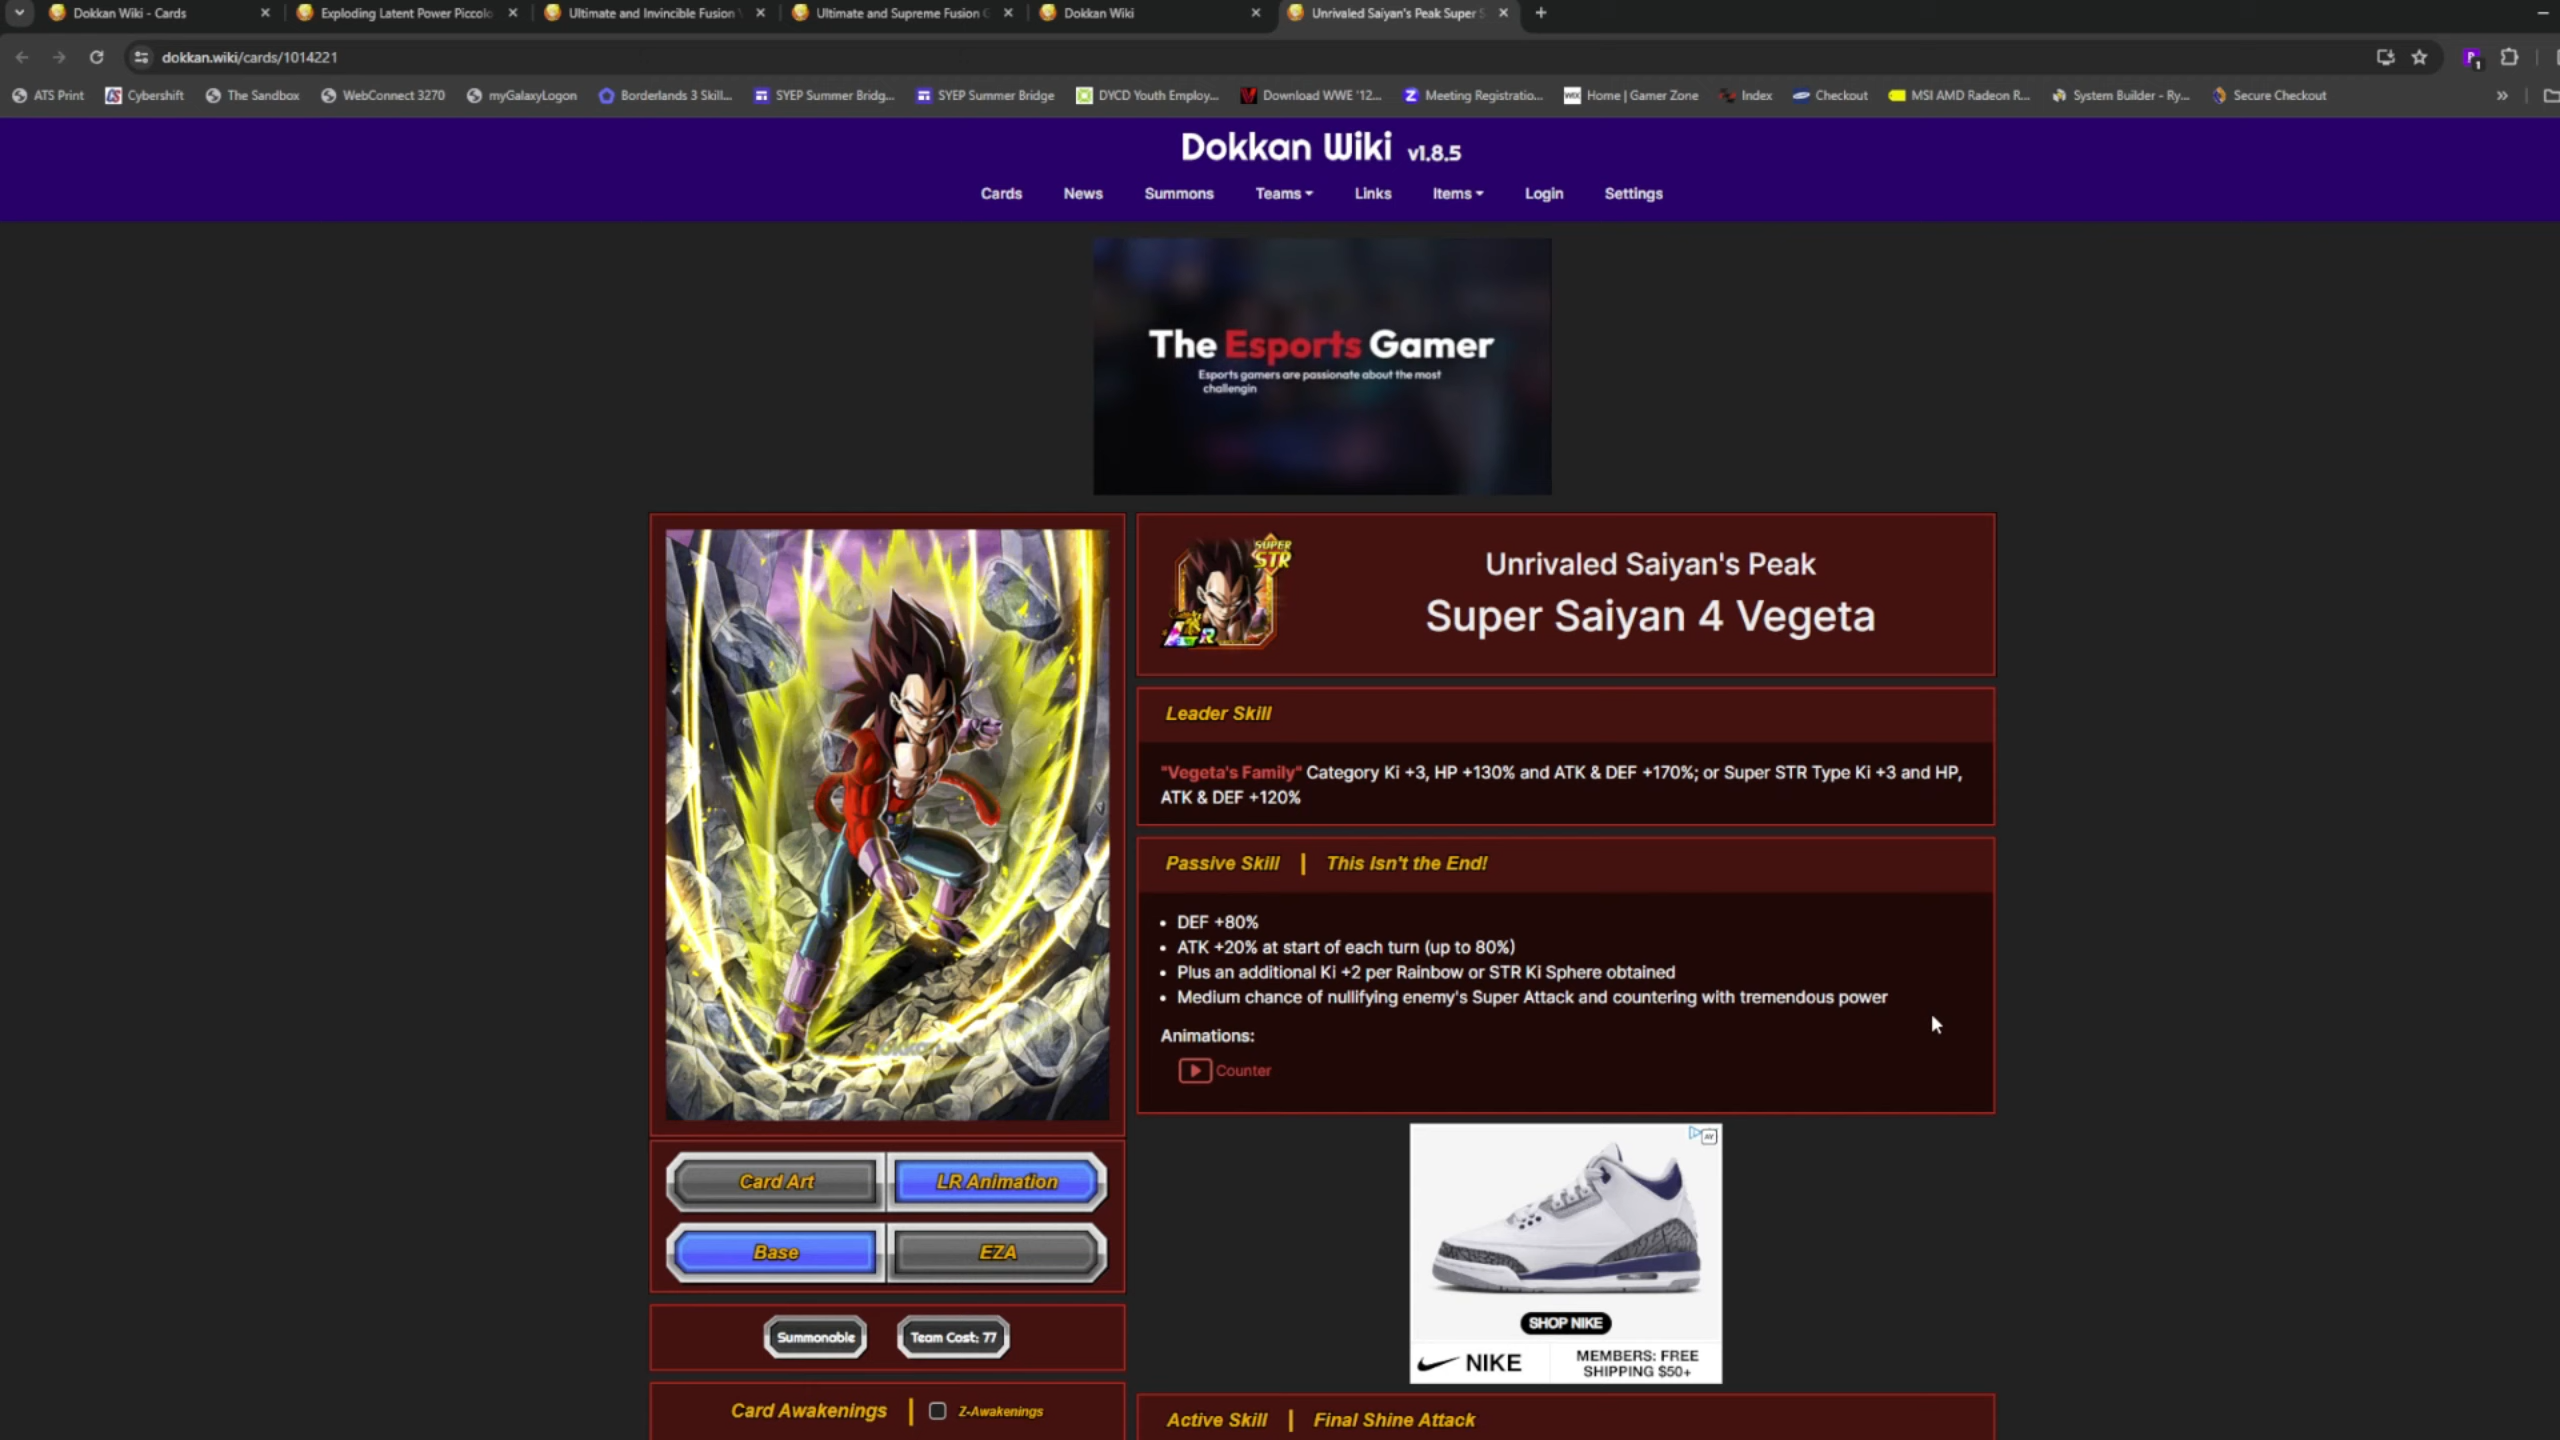 Dokkan Wiki - Cards
Exploding Latent Power Piccolo
Ultimate and Invincible Fusion
Ultimate and Supreme Fusion
Dokkan Wiki
Unrivaled Saiyan's Peak Super S
dokkan.wiki/cards/1014221
ATS Print
Cybershift
The Sandbox
WebConnect 3270
myGalaxyLogon
Borderlands 3 Skill...
SYEP Summer Bridg...
SYEP Summer Bridge
DYCD Youth Employ...
Download WWE '12...
Meeting Registratio...
Home | Gamer Zone
Index
Checkout
MSI AMD Radeon R...
System Builder - Ry...
Secure Checkout
Dokkan Wiki v1.8.5
Cards News Summons Teams Links Items Login Settings
The Esports Gamer
Esports gamers are passionate about the most
challengin
SUPER
STR
LR
Unrivaled Saiyan's Peak
Super Saiyan 4 Vegeta
Leader Skill
"Vegeta's Family" Category Ki +3, HP +130% and ATK & DEF +170%; or Super STR Type Ki +3 and HP,
ATK & DEF +120%
Passive Skill | This Isn't the End!
• DEF +80%
• ATK +20% at start of each turn (up to 80%)
• Plus an additional Ki +2 per Rainbow or STR Ki Sphere obtained
• Medium chance of nullifying enemy's Super Attack and countering with tremendous power
Animations:
Counter
Card Art
LR Animation
Base
EZA
Summonable
Team Cost: 77
Card Awakenings | Z-Awakenings
SHOP NIKE
NIKE
MEMBERS: FREE
SHIPPING $50+
Active Skill | Final Shine Attack